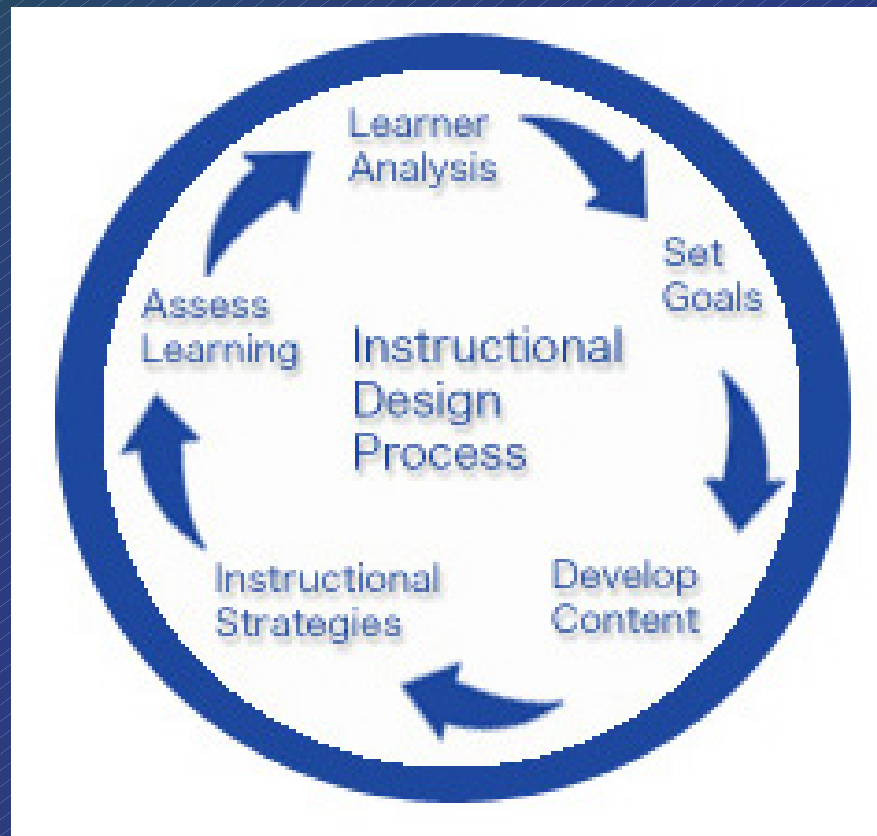 Learner
Analysis
Set
Goals
Develop
Content
Instructional
Strategies
Assess
Learning
Instructional
Design
Process